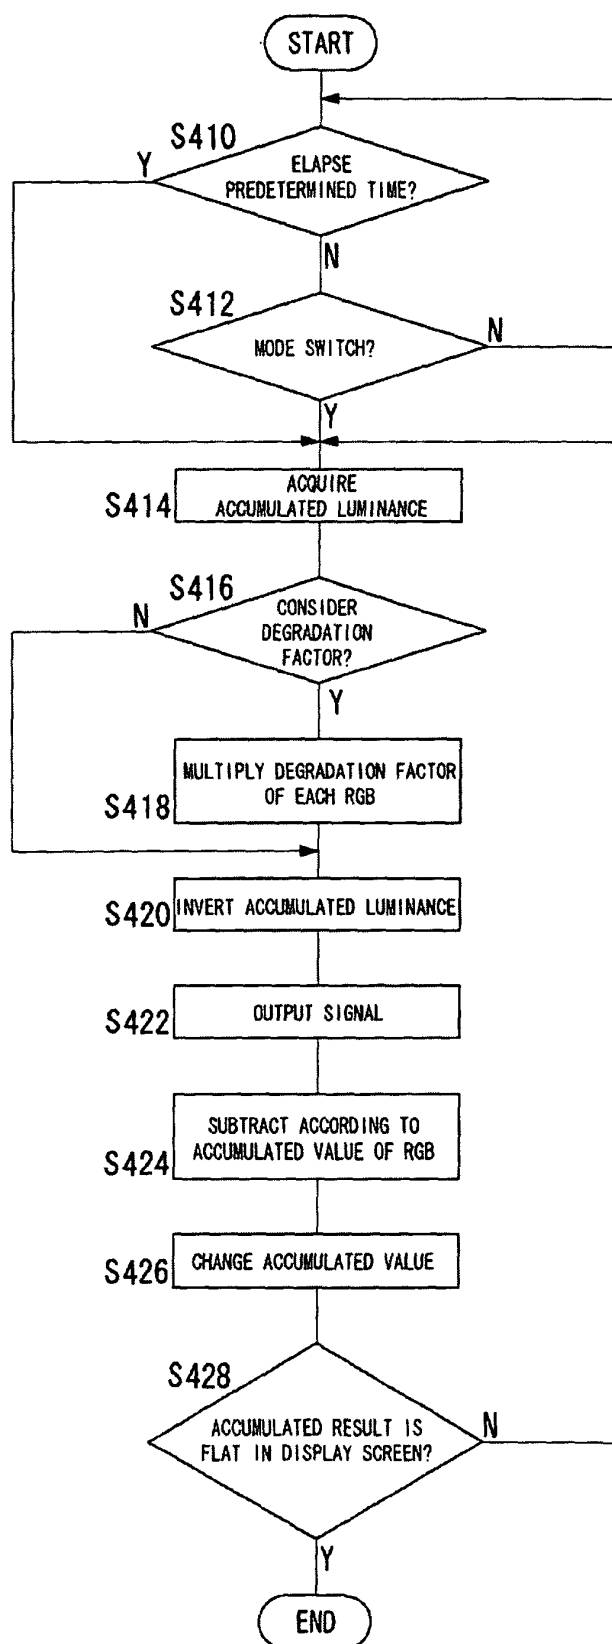 START
S410
Y
ELAPSE
PREDETERMINED TIME?
N
S412
MODE SWITCH?
N
Y
ACQUIRE
ACCUMULATED LUMINANCE
S414
S416
N
CONSIDER
DEGRADATION
FACTOR?
Y
MULTIPLY DEGRADATION FACTOR
OF EACH RGB
S418
INVERT ACCUMULATED LUMINANCE
S420
OUTPUT SIGNAL
S422
SUBTRACT ACCORDING TO
ACCUMULATED VALUE OF RGB
S424
CHANGE ACCUMULATED VALUE
S426
S428
ACCUMULATED RESULT IS
FLAT IN DISPLAY SCREEN?
N
Y
END